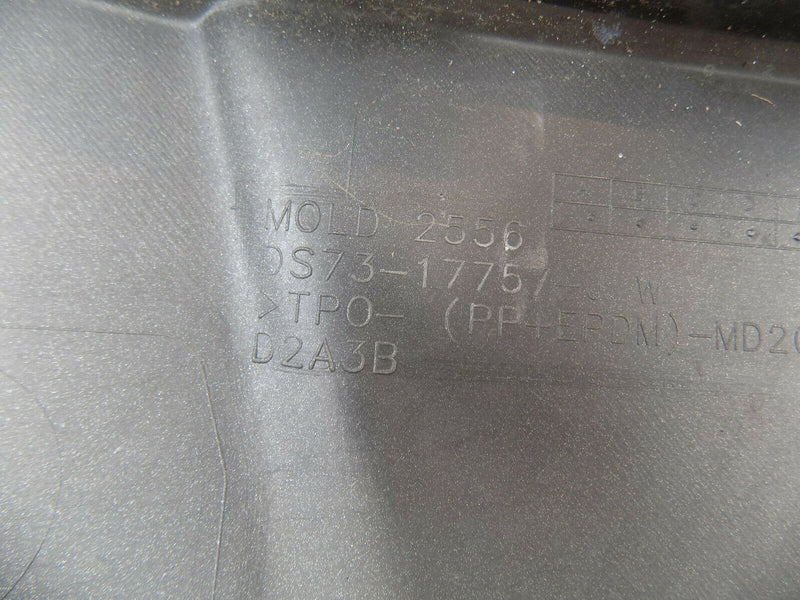 MOLD 2556
DS73-17757- W
>TPO- (PP+EPDM)-MD20
D2A3B